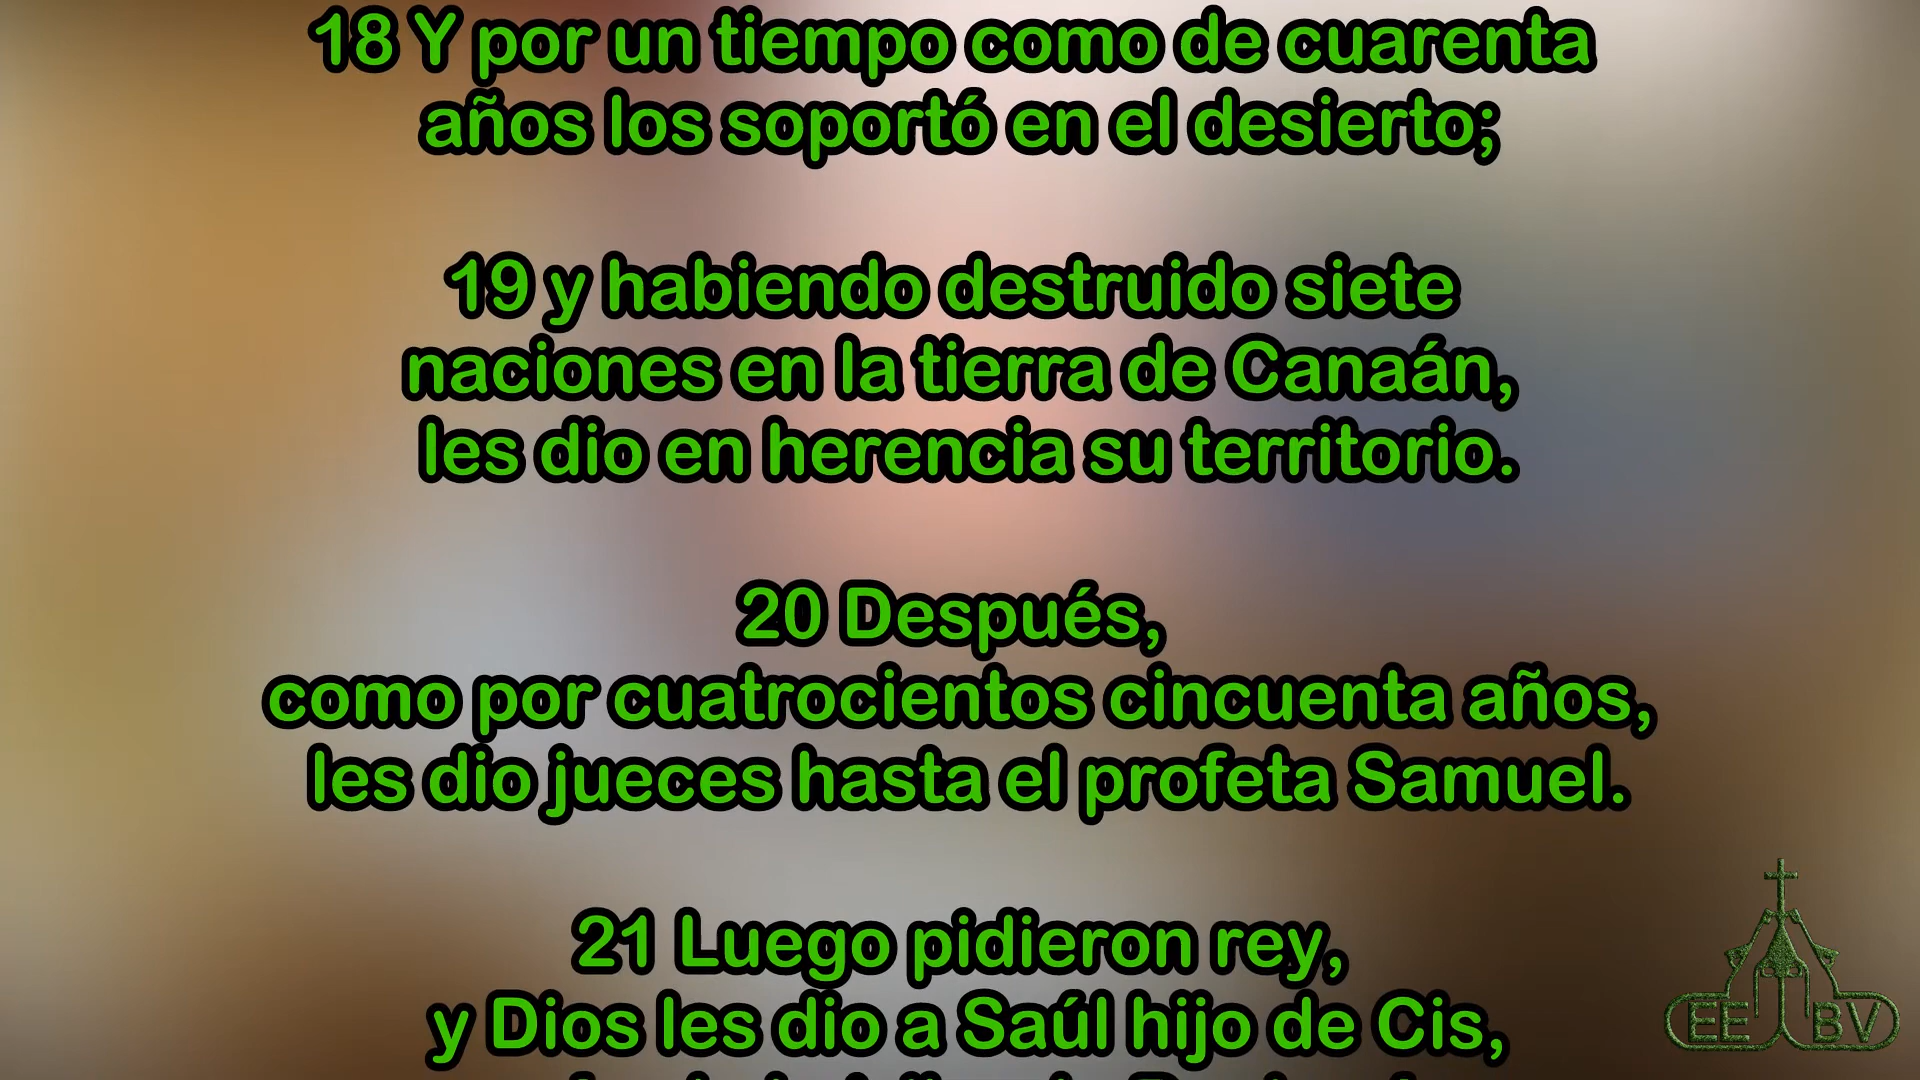 18 Y por un tiempo como de cuarenta
años los soportó en el desierto;
19 y habiendo destruido siete
naciones en la tierra de Canaán,
les dio en herencia su territorio.
20 Después,
como por cuatrocientos cincuenta años,
les dio jueces hasta el profeta Samuel.
21 Luego pidieron rey,
y Dios les dio a Saúl hijo de Cis,
EE BV